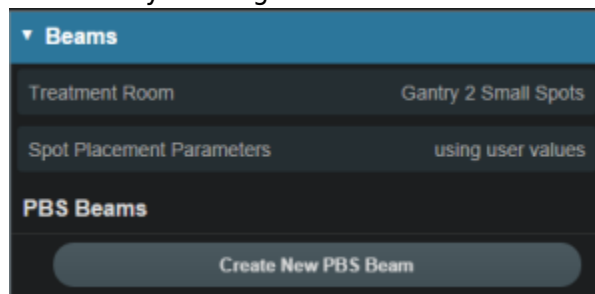 ▼ Beams
Treatment Room Gantry 2 Small Spots
Spot Placement Parameters using user values
PBS Beams
Create New PBS Beam